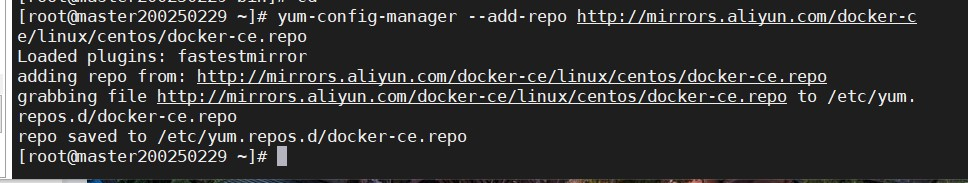 [root@master200250229 ~]# yum-config-manager --add-repo http://mirrors.aliyun.com/docker-c
e/linux/centos/docker-ce.repo
Loaded plugins: fastestmirror
adding repo from: http://mirrors.aliyun.com/docker-ce/linux/centos/docker-ce.repo
grabbing file http://mirrors.aliyun.com/docker-ce/linux/centos/docker-ce.repo to /etc/yum.
repos.d/docker-ce.repo
repo saved to /etc/yum.repos.d/docker-ce.repo
[root@master200250229 ~]#